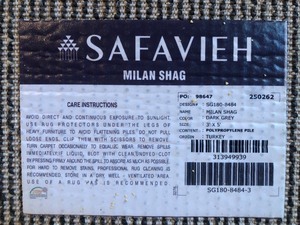 SAFAVIEH
MILAN SHAG
CARE INSTRUCTIONS
AVOID DIRECT AND CONTINUOUS EXPOSURE TO SUNLIGHT.
USE RUG PROTECTORS UNDER THE LEGS OF
HEAVY FURNITURE TO AVOID FLATTENING PILES. DO NOT PULL
LOOSE ENDS, CLIP THEM WITH SCISSORS TO REMOVE.
TURN CARPET OCCASIONALLY TO EQUALIZE WEAR. REMOVE SPILLS
IMMEDIATELY. LIQUID, BLOT WITH CLEAN UNDYED CLOT
BY PRESSING FIRMLY AROUND THE SPILL TO ABSORB AS MUCH AS POSSIBLE.
FOR HARD TO REMOVE STAINS, PROFESSIONAL RUG CLEANING IS
RECOMMENDED. STORE IN A DRY WELL - VENTILATED AREA.
USE OF A RUG PAD IS RECOMMENDED
PO: 98647 250262
DESIGN: SG180-8484
NAME: MILAN SHAG
COLOR: DARK GREY
SIZE: 3' X 5'
CONTENT: POLYPROPYLENE PILE
ORIGIN: TURKEY
313949939
SG180-8484-3